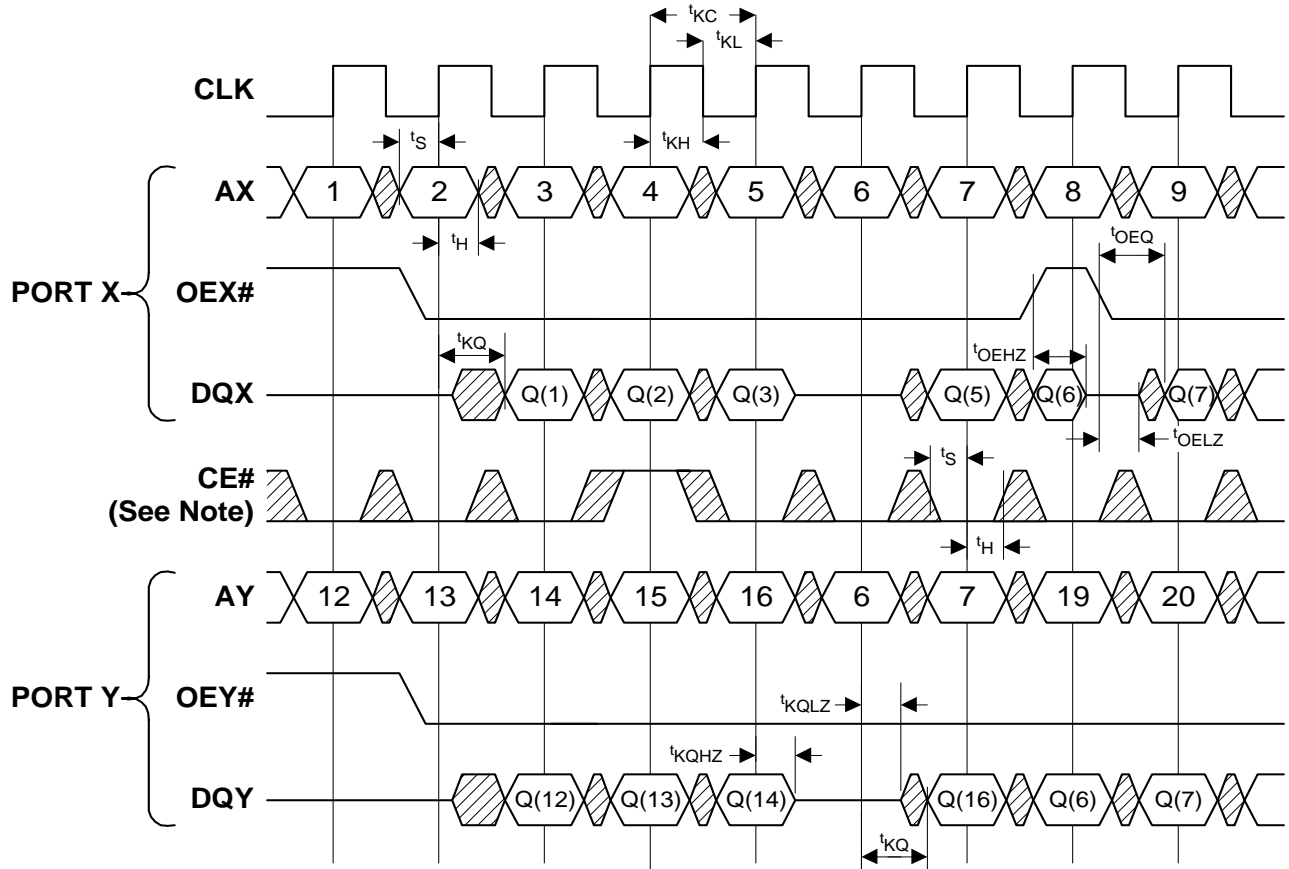 tKC
tKL
CLK
tS
tKH
AX 1 2 3 4 5 6 7 8 9
tH
tOEQ
PORT X
OEX#
tKQ
tOEHZ
DQX Q(1) Q(2) Q(3) Q(5) Q(6) Q(7)
tOELZ
tS
CE#
(See Note)
tH
AY 12 13 14 15 16 6 7 19 20
PORT Y
OEY#
tKQLZ
tKQHZ
DQY Q(12) Q(13) Q(14) Q(16) Q(6) Q(7)
tKQ